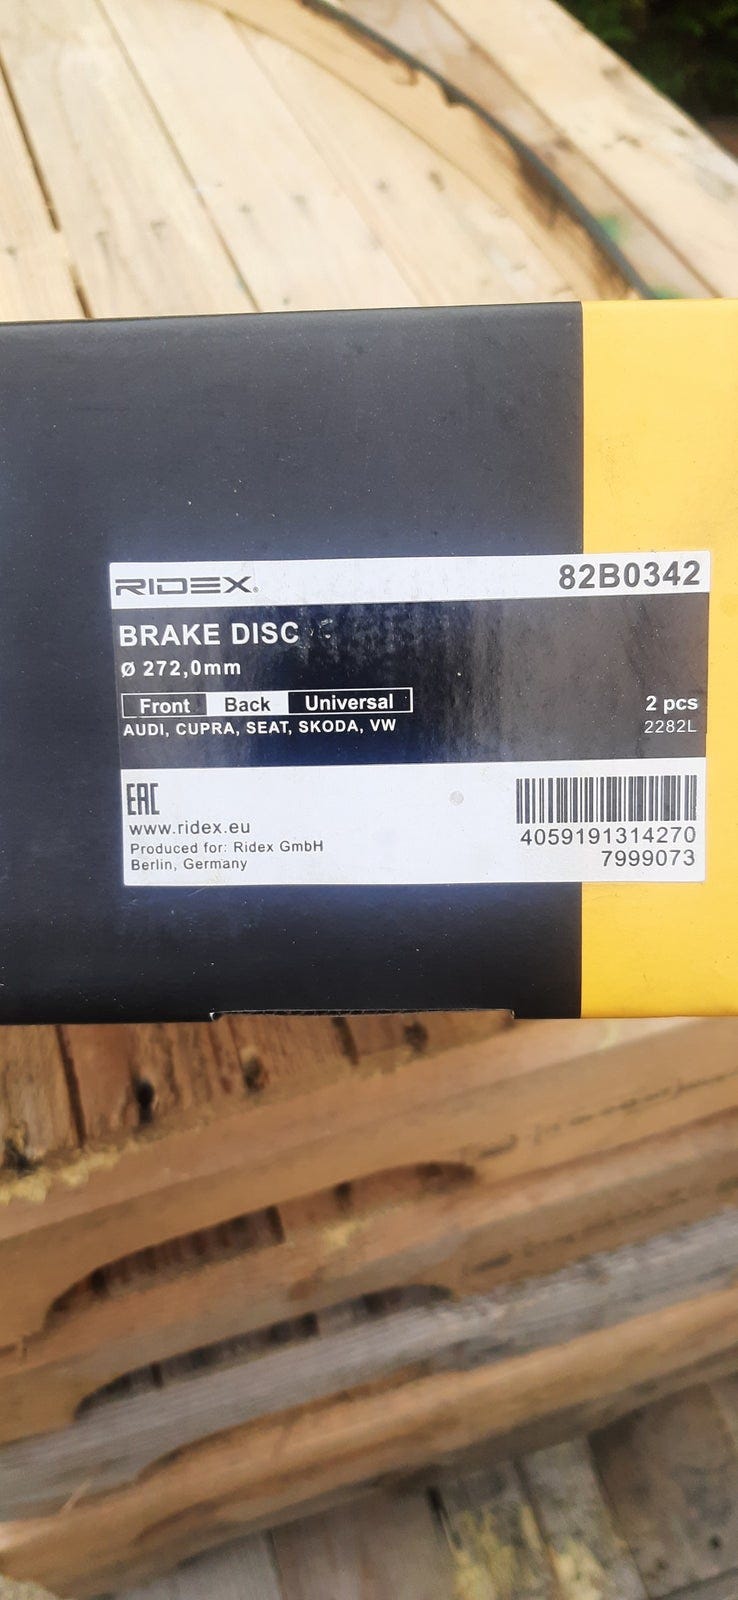 RIDEX® 82B0342
BRAKE DISC
Ø 272,0mm
Front Back Universal 2 pcs
AUDI, CUPRA, SEAT, SKODA, VW 2282L
EAC
www.ridex.eu
Produced for: Ridex GmbH
Berlin, Germany
4059191314270
7999073